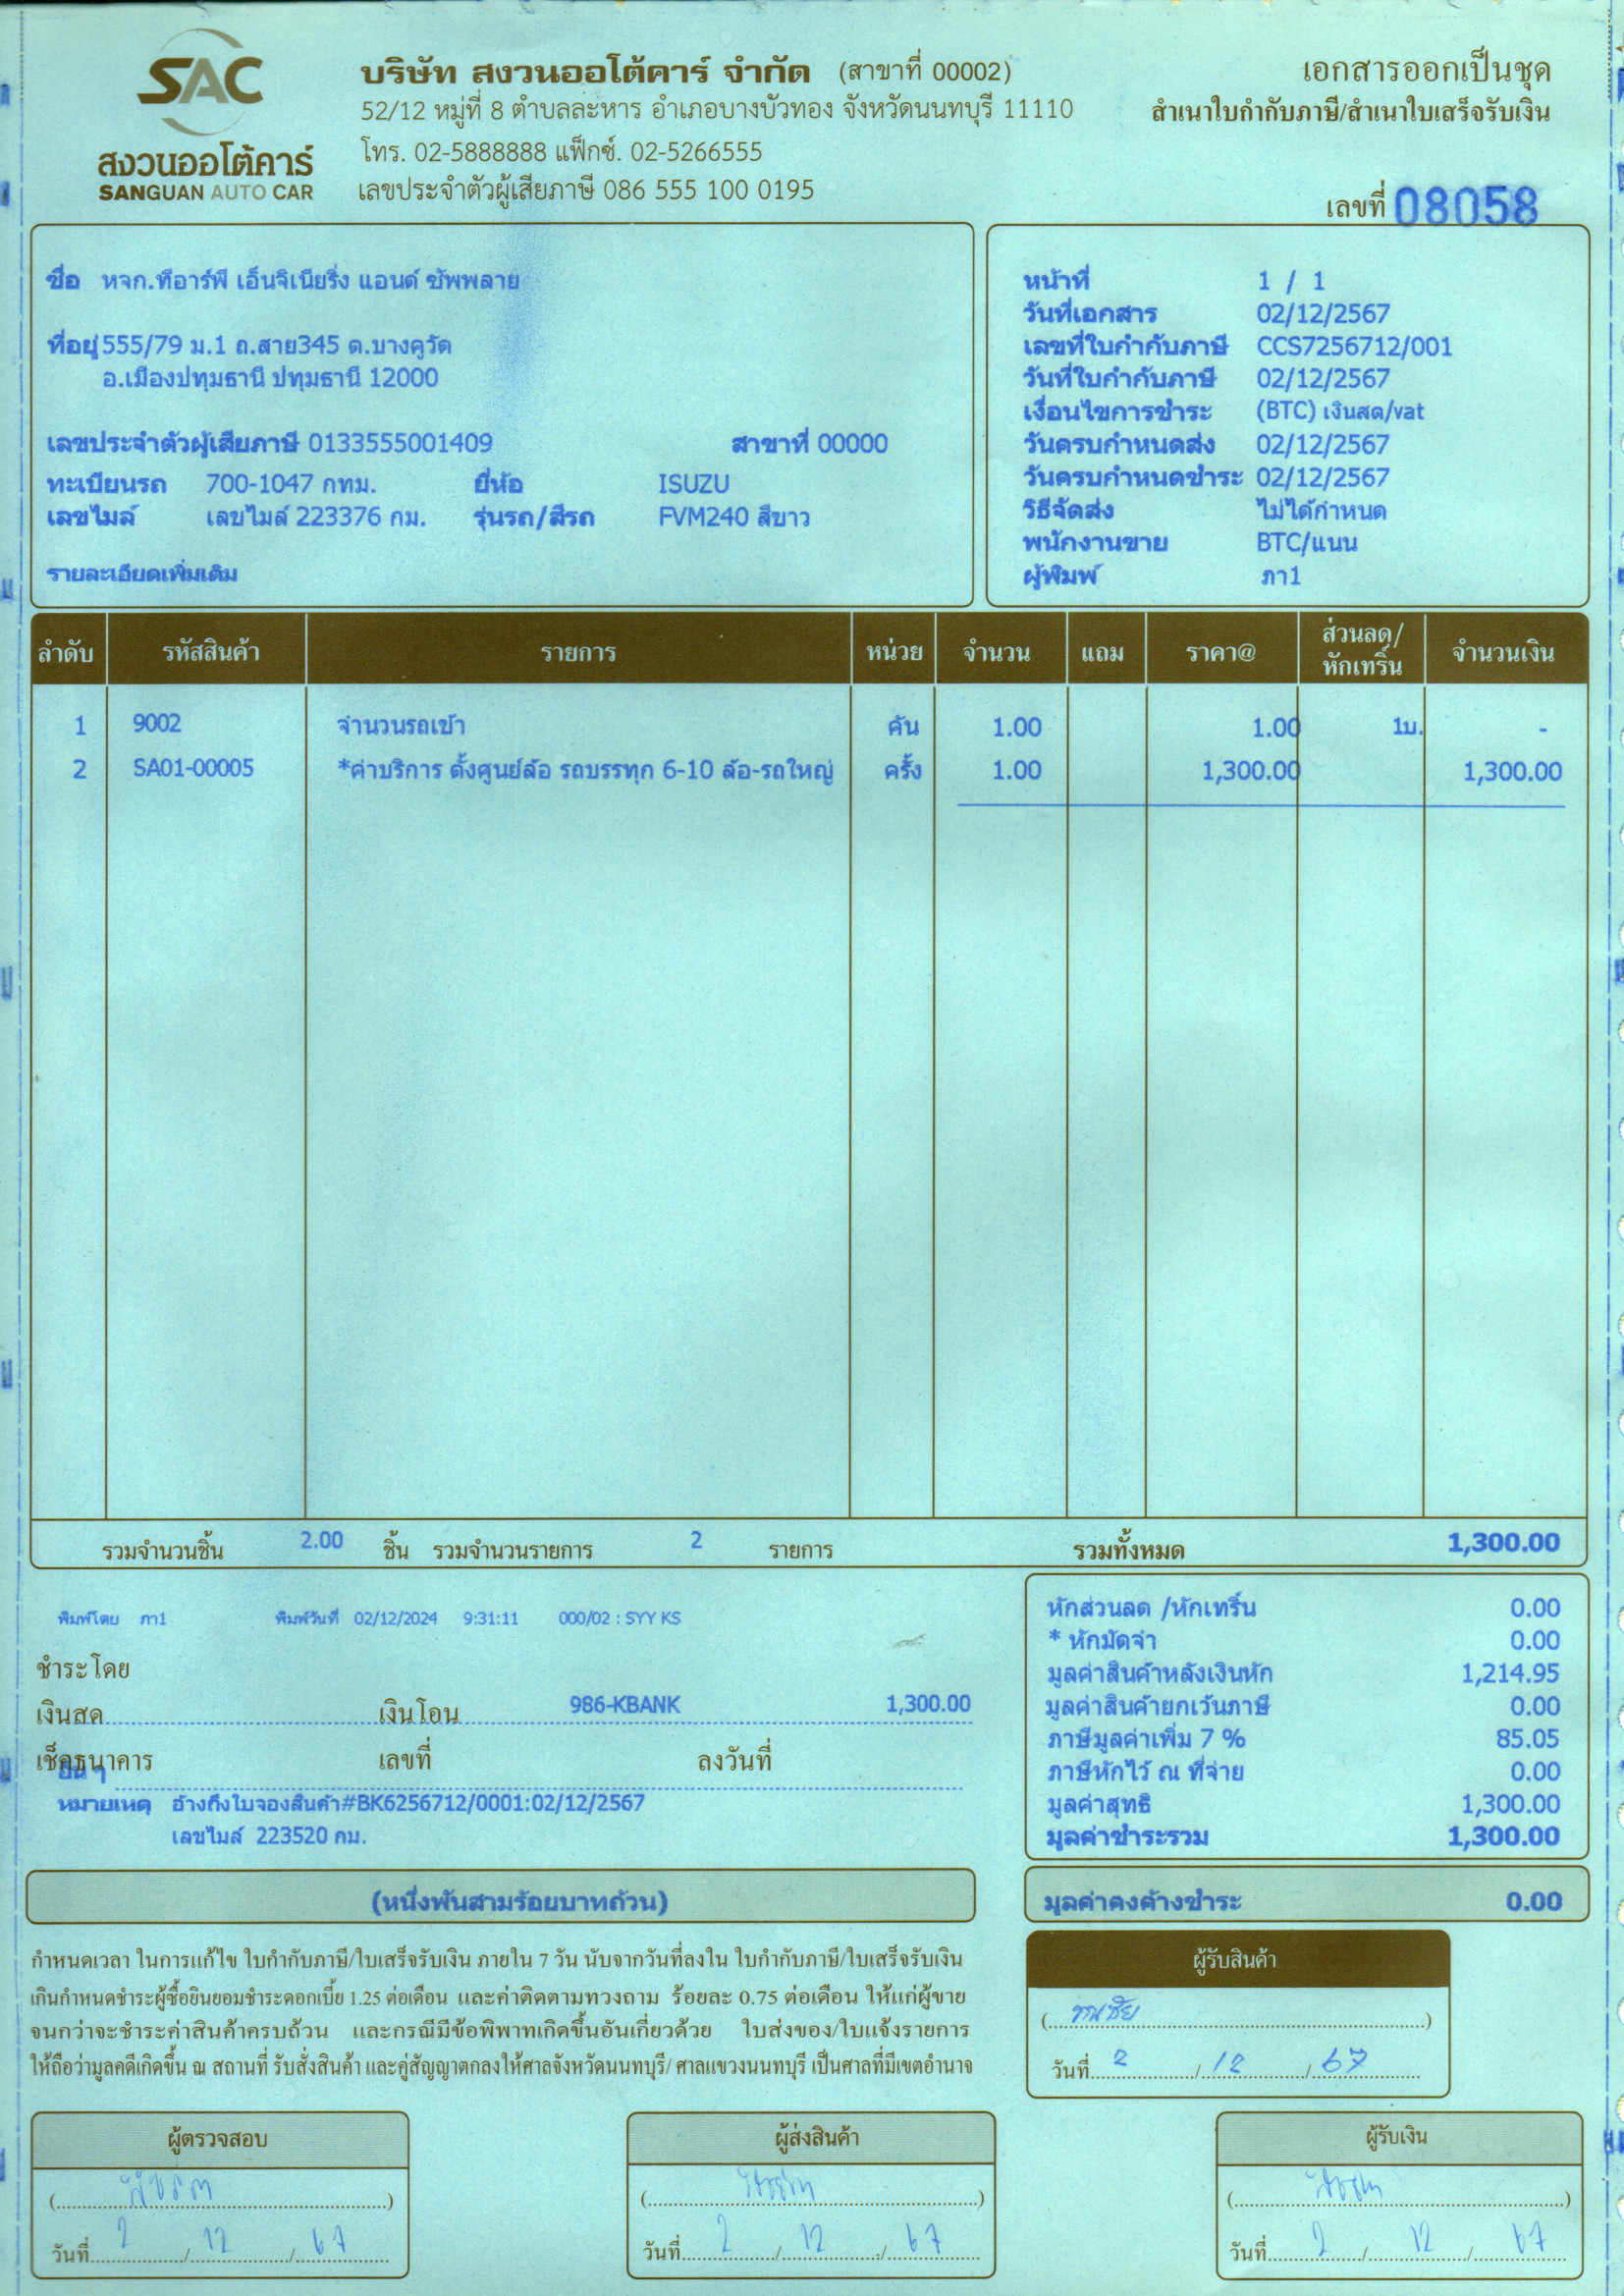 SAC
สงวนออโต้คาร์
SANGUAN AUTO CAR
บริษัท สงวนออโต้คาร์ จำกัด (สาขาที่ 00002)
52/12 หมู่ที่ 8 ตำบลละหาร อำเภอบางบัวทอง จังหวัดนนทบุรี 11110
โทร. 02-5888888 แฟ็กซ์. 02-5266555
เลขประจำตัวผู้เสียภาษี 086 555 100 0195
เอกสารออกเป็นชุด
สำเนาใบกำกับภาษี/สำเนาใบเสร็จรับเงิน
เลขที่ 08058
ชื่อ หจก.ทีอาร์พี เอ็นจิเนียริ่ง แอนด์ ซัพพลาย
ที่อยู่ 555/79 ม.1 ถ.สาย345 ต.บางคูวัด
อ.เมืองปทุมธานี ปทุมธานี 12000
เลขประจำตัวผู้เสียภาษี 0133555001409 สาขาที่ 00000
ทะเบียนรถ 700-1047 กทม. ยี่ห้อ ISUZU
เลขไมล์ เลขไมล์ 223376 กม. รุ่นรถ/สีรถ FVM240 สีขาว
รายละเอียดเพิ่มเติม
หน้าที่ 1 / 1
วันที่เอกสาร 02/12/2567
เลขที่ใบกำกับภาษี CCS7256712/001
วันที่ใบกำกับภาษี 02/12/2567
เงื่อนไขการชำระ (BTC) เงินสด/vat
วันครบกำหนดส่ง 02/12/2567
วันครบกำหนดชำระ 02/12/2567
วิธีจัดส่ง ไม่ได้กำหนด
พนักงานขาย BTC/แนน
ผู้พิมพ์ ภา1
ลำดับ รหัสสินค้า รายการ หน่วย จำนวน แถม ราคา@ ส่วนลด/หักเทริ์น จำนวนเงิน
1 9002 จำนวนรถเข้า คัน 1.00 1.00 1บ. -
2 SA01-00005 *ค่าบริการ ตั้งศูนย์ล้อ รถบรรทุก 6-10 ล้อ-รถใหญ่ ครั้ง 1.00 1,300.00 1,300.00
รวมจำนวนชิ้น 2.00 ชิ้น รวมจำนวนรายการ 2 รายการ รวมทั้งหมด 1,300.00
พิมพ์โดย ภา1 พิมพ์วันที่ 02/12/2024 9:31:11 000/02 : SYY KS
ชำระโดย
เงินสด เงินโอน 986-KBANK 1,300.00
เช็คธนาคาร เลขที่ ลงวันที่
อื่นๆ
หมายเหตุ อ้างถึงใบจองสินค้า#BK6256712/0001:02/12/2567
เลขไมล์ 223520 กม.
หักส่วนลด /หักเทริ์น 0.00
* หักมัดจำ 0.00
มูลค่าสินค้าหลังเงินหัก 1,214.95
มูลค่าสินค้ายกเว้นภาษี 0.00
ภาษีมูลค่าเพิ่ม 7 % 85.05
ภาษีหักไว้ ณ ที่จ่าย 0.00
มูลค่าสุทธิ 1,300.00
มูลค่าชำระรวม 1,300.00
(หนึ่งพันสามร้อยบาทถ้วน)
มูลค่าคงค้างชำระ 0.00
กำหนดเวลา ในการแก้ไข ใบกำกับภาษี/ใบเสร็จรับเงิน ภายใน 7 วัน นับจากวันที่ลงใน ใบกำกับภาษี/ใบเสร็จรับเงิน
เกินกำหนดชำระผู้ซื้อยินยอมชำระดอกเบี้ย 1.25 ต่อเดือน และค่าติดตามทวงถาม ร้อยละ 0.75 ต่อเดือน ให้แก่ผู้ขาย
จนกว่าจะชำระค่าสินค้าครบถ้วน และกรณีมีข้อพิพาทเกิดขึ้นอันเกี่ยวด้วย ใบส่งของ/ใบแจ้งรายการ
ให้ถือว่ามูลคดีเกิดขึ้น ณ สถานที่ รับสั่งสินค้า และคู่สัญญาตกลงให้ศาลจังหวัดนนทบุรี/ ศาลแขวงนนทบุรี เป็นศาลที่มีเขตอำนาจ
ผู้รับสินค้า
วันที่ 2 / 12 / 67
ผู้ตรวจสอบ
วันที่ 2 / 12 / 67
ผู้ส่งสินค้า
วันที่ 2 / 12 / 67
ผู้รับเงิน
วันที่ 2 / 12 / 67